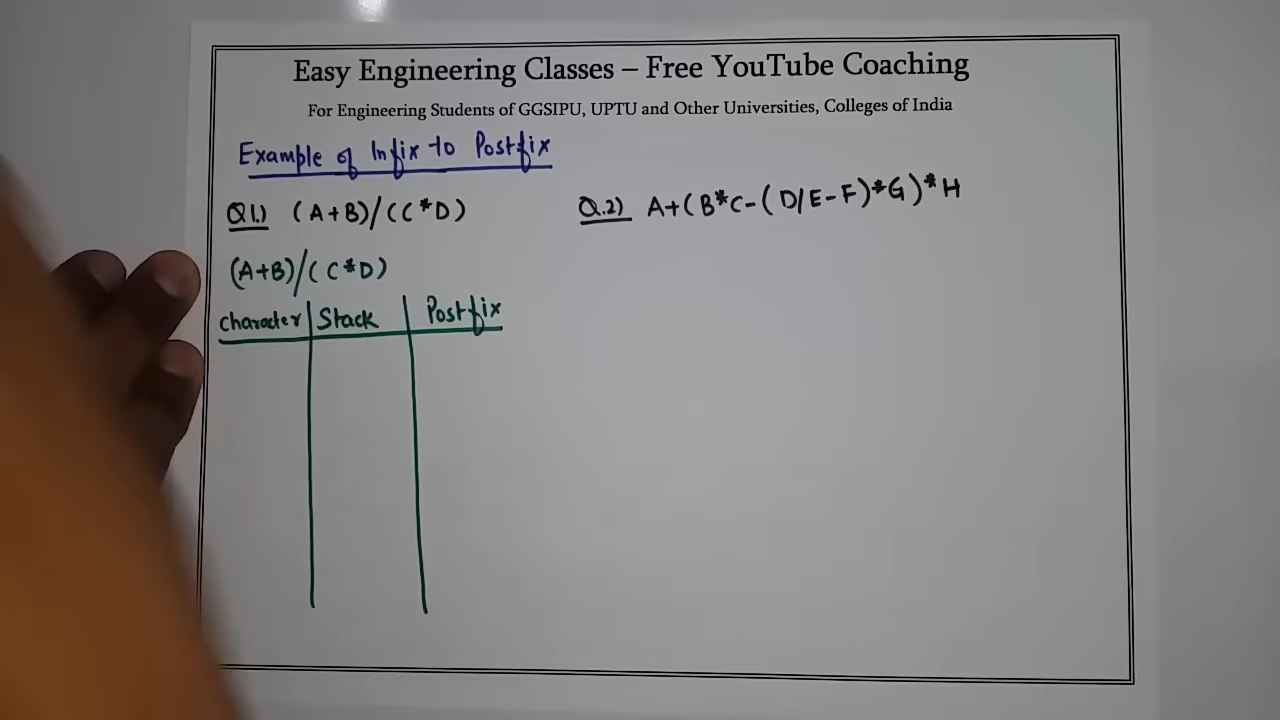 Easy Engineering Classes – Free YouTube Coaching
For Engineering Students of GGSIPU, UPTU and Other Universities, Colleges of India
Example of Infix to Postfix
Q1.) (A+B)/(C*D)
Q.2) A+(B*C-(D/E-F)*G)*H
(A+B)/(C*D)
Character Stack Postfix